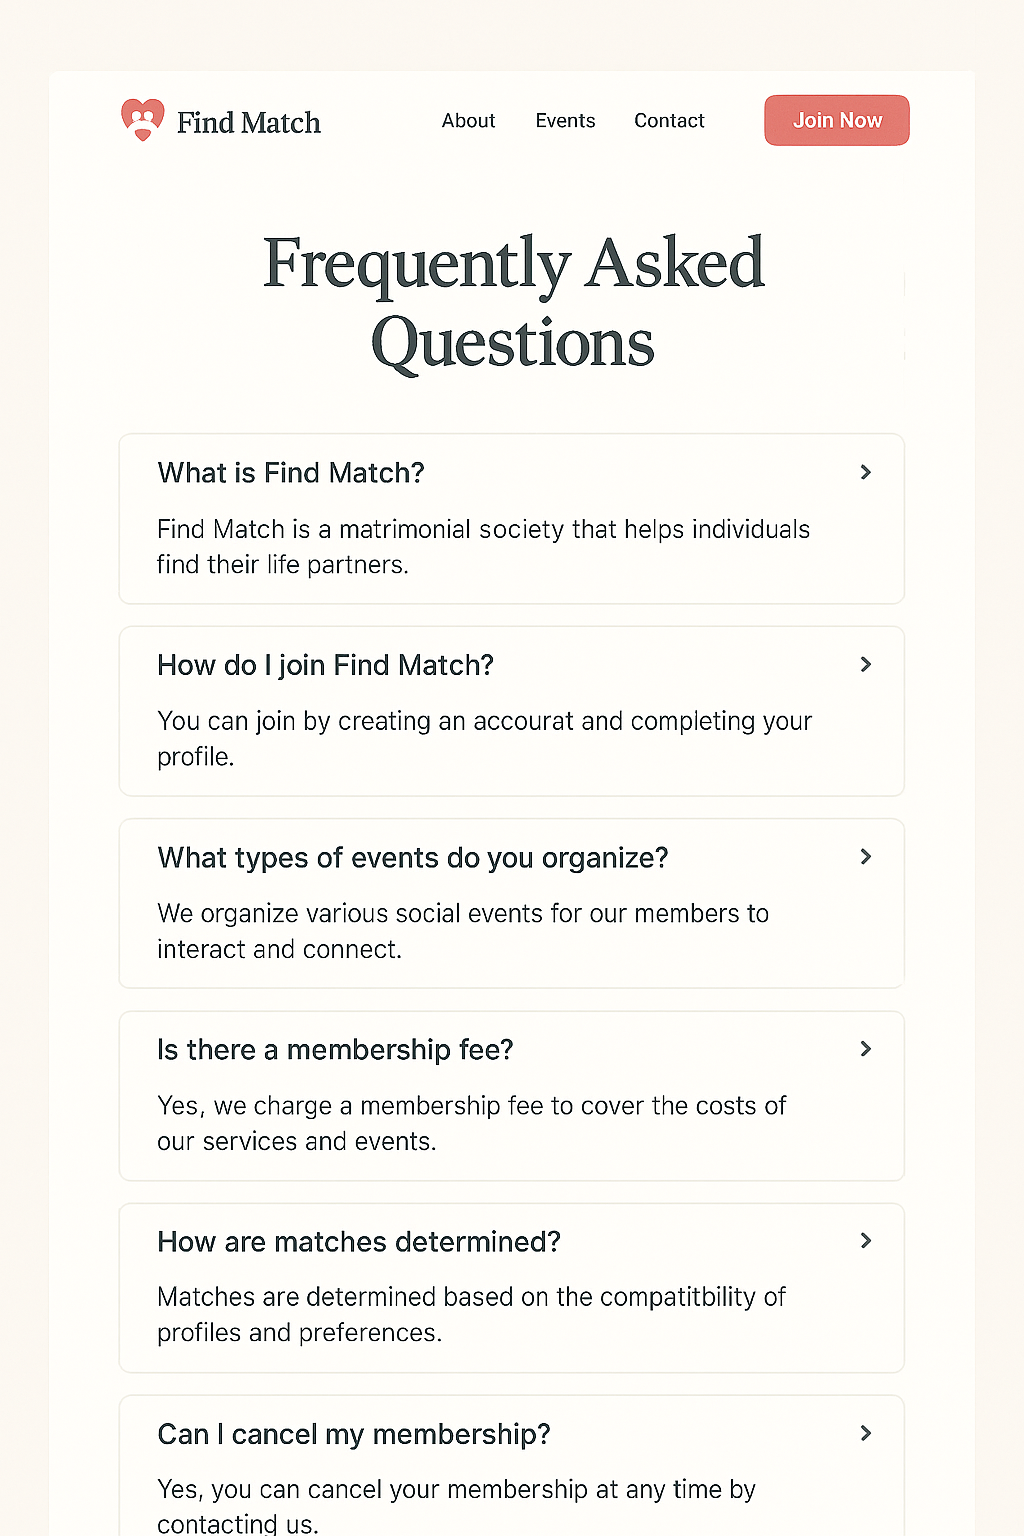 Find Match
About Events Contact Join Now
Frequently Asked
Questions
What is Find Match?
Find Match is a matrimonial society that helps individuals
find their life partners.
How do I join Find Match?
You can join by creating an accourat and completing your
profile.
What types of events do you organize?
We organize various social events for our members to
interact and connect.
Is there a membership fee?
Yes, we charge a membership fee to cover the costs of
our services and events.
How are matches determined?
Matches are determined based on the compatitbility of
profiles and preferences.
Can I cancel my membership?
Yes, you can cancel your membership at any time by
contacting us.